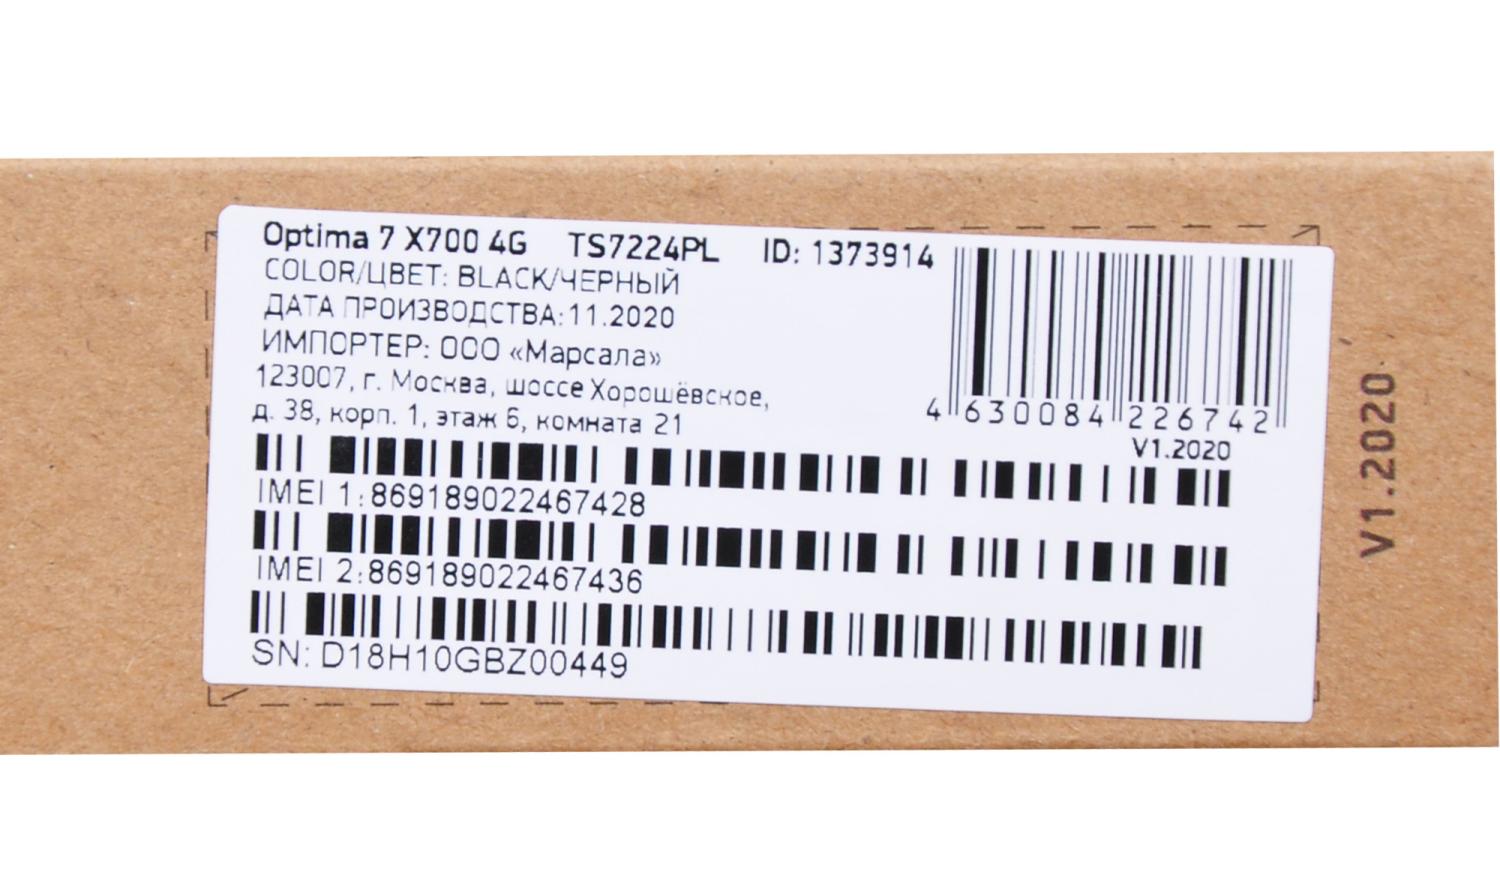 Optima 7 X700 4G TS7224PL ID: 1373914
COLOR/ЦВЕТ: BLACK/ЧЕРНЫЙ
ДАТА ПРОИЗВОДСТВА:11.2020
ИМПОРТЕР: ООО «Марсала»
123007, г. Москва, шоссе Хорошёвское,
д. 38, корп. 1, этаж 6, комната 21
4 630084 226742
V1.2020
IMEI 1:869189022467428
IMEI 2:869189022467436
SN: D18H10GBZ00449
V1.2020